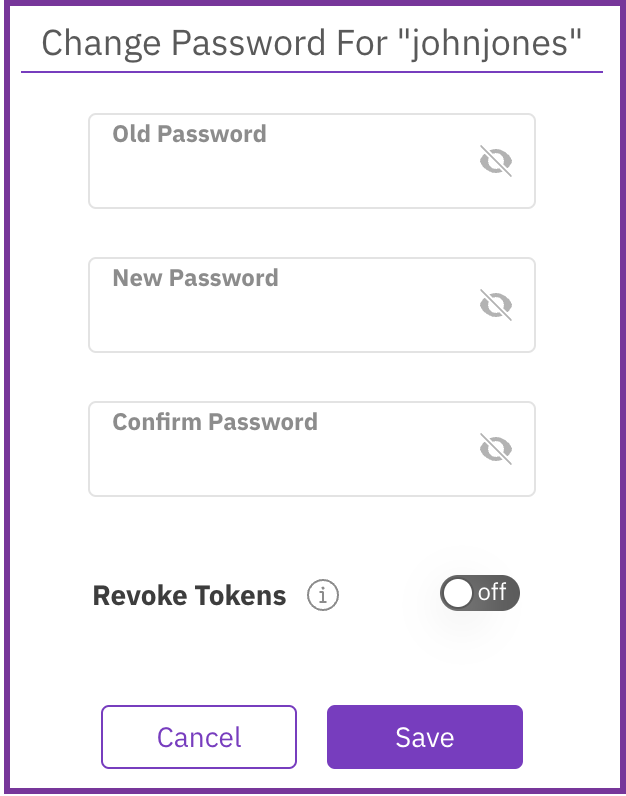 Change Password For "johnjones"
Old Password
New Password
Confirm Password
Revoke Tokens i off
Cancel Save